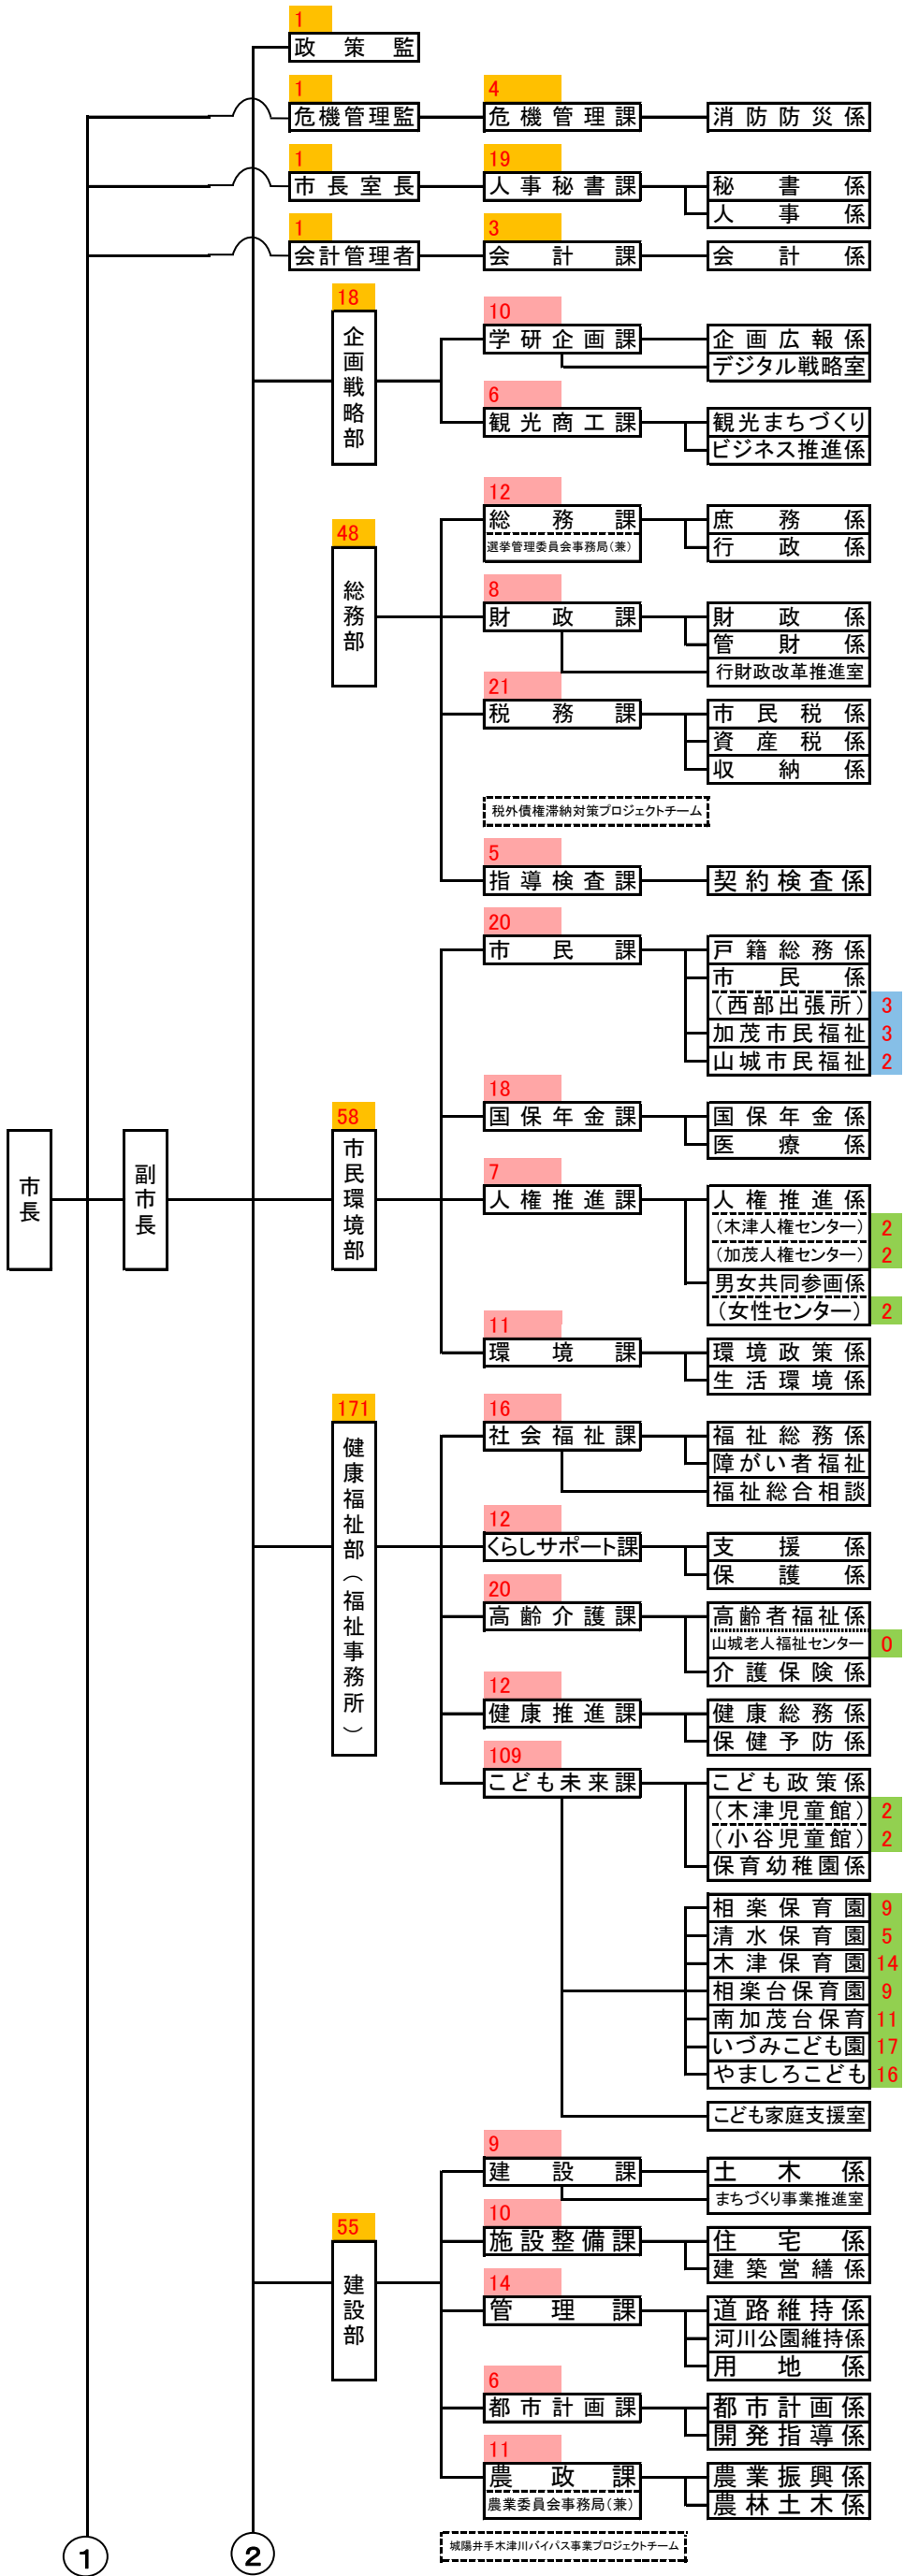 1
政策監
1
危機管理監
4
危機管理課
消防防災係
1
市長室長
19
人事秘書課
秘書係
人事係
1
会計管理者
3
会計課
会計係
18
企画戦略部
10
学研企画課
企画広報係
デジタル戦略室
6
観光商工課
観光まちづくり
ビジネス推進係
48
総務部
12
総務課
選挙管理委員会事務局(兼)
庶務係
行政係
8
財政課
財政係
管財係
行財政改革推進室
21
税務課
市民税係
資産税係
収納係
税外債権滞納対策プロジェクトチーム
5
指導検査課
契約検査係
市長
副市長
58
市民環境部
20
市民課
戸籍総務係
市民係
(西部出張所) 3
加茂市民福祉 3
山城市民福祉 2
18
国保年金課
国保年金係
医療係
7
人権推進課
人権推進係
(木津人権センター) 2
(加茂人権センター) 2
男女共同参画係
(女性センター) 2
11
環境課
環境政策係
生活環境係
171
健康福祉部(福祉事務所)
16
社会福祉課
福祉総務係
障がい者福祉
福祉総合相談
12
くらしサポート課
支援係
保護係
20
高齢介護課
高齢者福祉係
山城老人福祉センター 0
介護保険係
12
健康推進課
健康総務係
保健予防係
109
こども未来課
こども政策係
(木津児童館) 2
(小谷児童館) 2
保育幼稚園係
相楽保育園 9
清水保育園 5
木津保育園 14
相楽台保育園 9
南加茂台保育 11
いづみこども園 17
やましろこども 16
こども家庭支援室
55
建設部
9
建設課
土木係
まちづくり事業推進室
10
施設整備課
住宅係
建築営繕係
14
管理課
道路維持係
河川公園維持係
用地係
6
都市計画課
都市計画係
開発指導係
11
農政課
農業委員会事務局(兼)
農業振興係
農林土木係
城陽井手木津川バイパス事業プロジェクトチーム
1
2